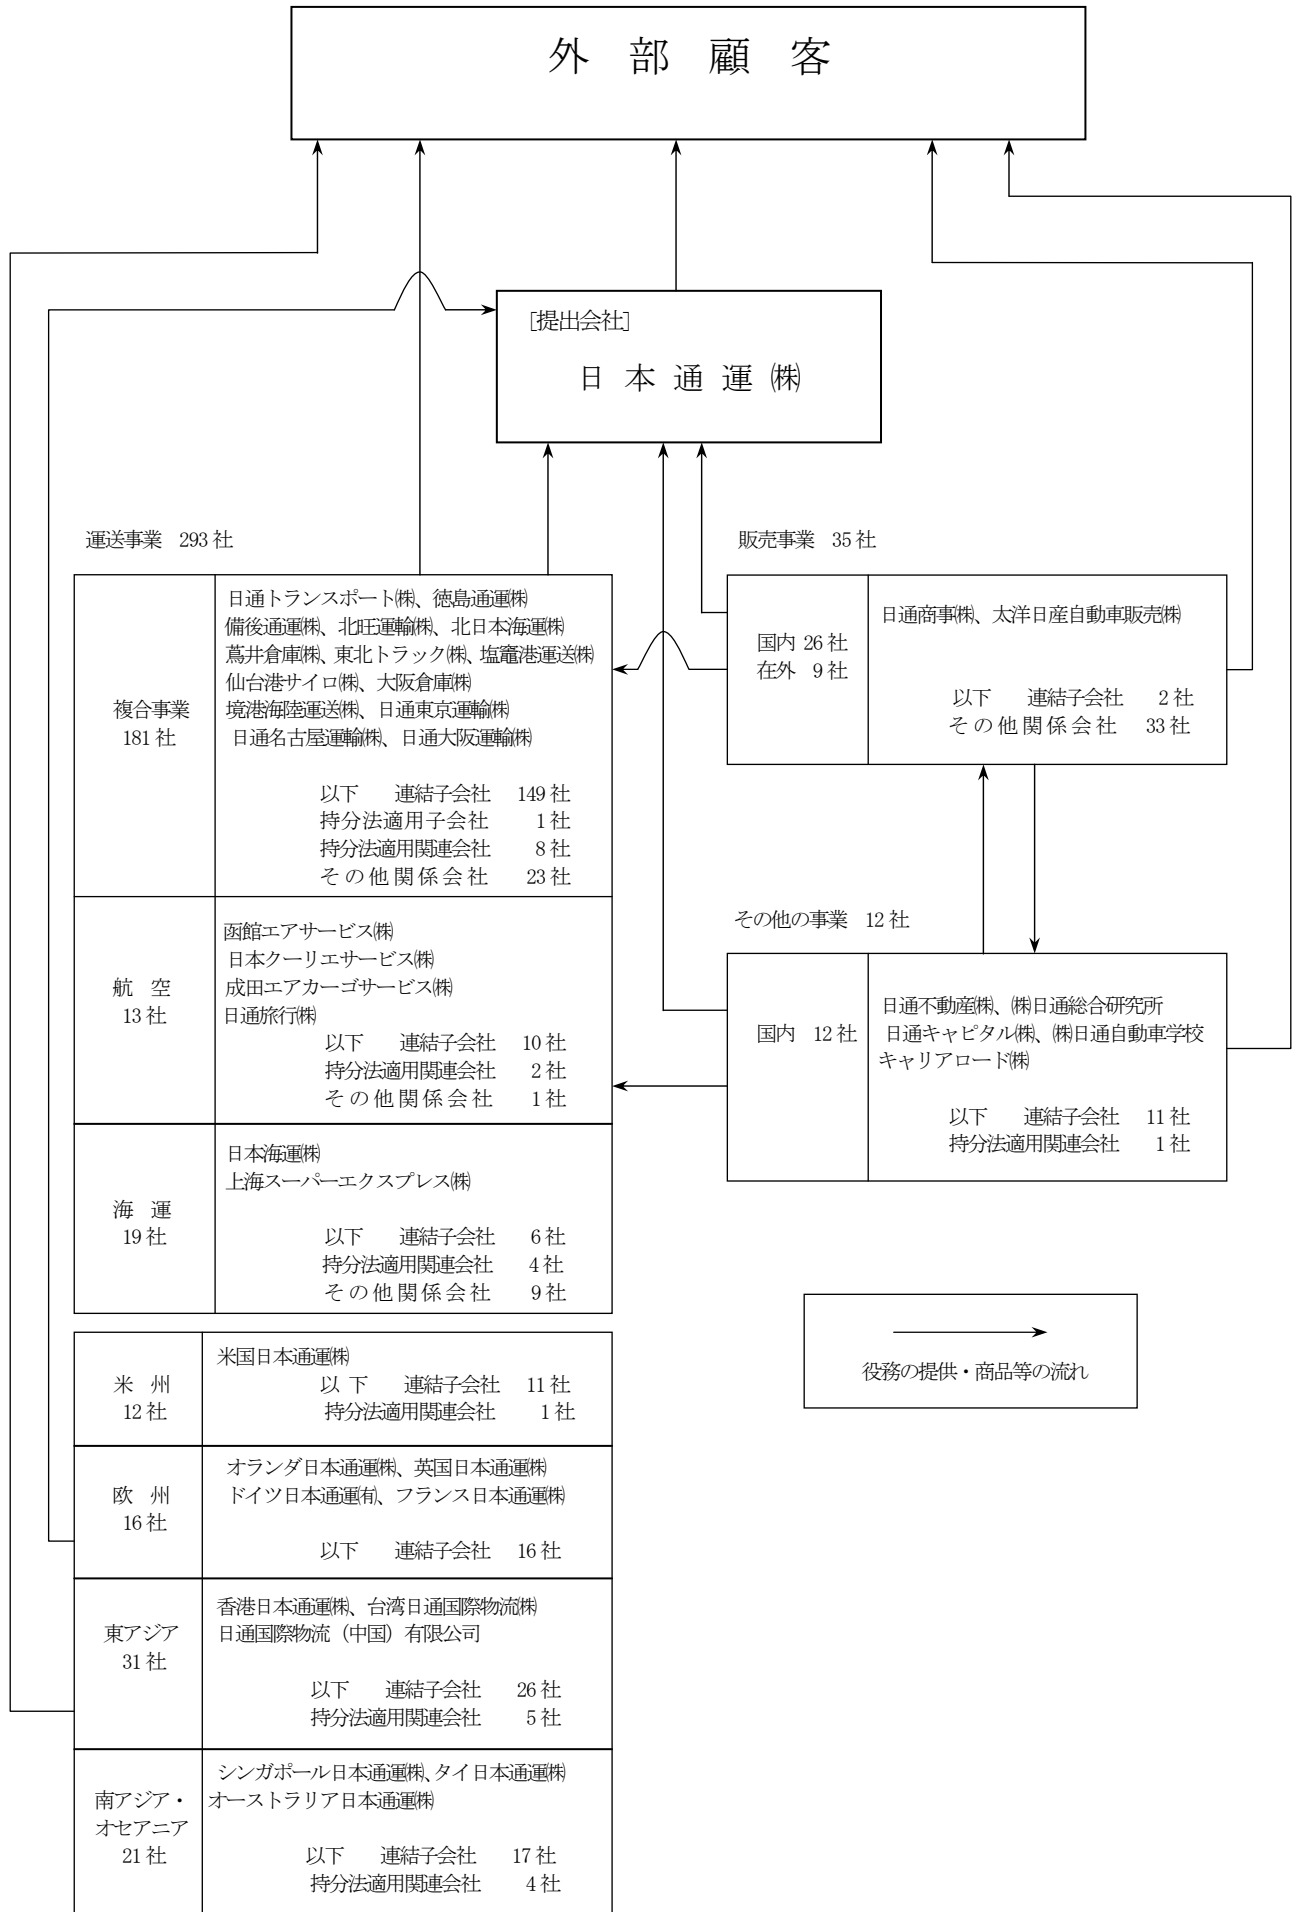 外部顧客
[提出会社]
日本通運㈱
運送事業 293社
複合事業
181社
日通トランスポート㈱、徳島通運㈱
備後通運㈱、北旺運輸㈱、北日本海運㈱
蔦井倉庫㈱、東北トラック㈱、塩竈港運送㈱
仙台港サイロ㈱、大阪倉庫㈱
境港海陸運送㈱、日通東京運輸㈱
日通名古屋運輸㈱、日通大阪運輸㈱
以下 連結子会社 149社
持分法適用子会社 1社
持分法適用関連会社 8社
その他関係会社 23社
航空
13社
函館エアサービス㈱
日本クーリエサービス㈱
成田エアカーゴサービス㈱
日通旅行㈱
以下 連結子会社 10社
持分法適用関連会社 2社
その他関係会社 1社
海運
19社
日本海運㈱
上海スーパーエクスプレス㈱
以下 連結子会社 6社
持分法適用関連会社 4社
その他関係会社 9社
米州
12社
米国日本通運㈱
以下 連結子会社 11社
持分法適用関連会社 1社
欧州
16社
オランダ日本通運㈱、英国日本通運㈱
ドイツ日本通運㈲、フランス日本通運㈱
以下 連結子会社 16社
東アジア
31社
香港日本通運㈱、台湾日通国際物流㈱
日通国際物流（中国）有限公司
以下 連結子会社 26社
持分法適用関連会社 5社
南アジア・
オセアニア
21社
シンガポール日本通運㈱、タイ日本通運㈱
オーストラリア日本通運㈱
以下 連結子会社 17社
持分法適用関連会社 4社
販売事業 35社
国内 26社
在外 9社
日通商事㈱、太洋日産自動車販売㈱
以下 連結子会社 2社
その他関係会社 33社
その他の事業 12社
国内 12社
日通不動産㈱、㈱日通総合研究所
日通キャピタル㈱、㈱日通自動車学校
キャリアロード㈱
以下 連結子会社 11社
持分法適用関連会社 1社
役務の提供・商品等の流れ